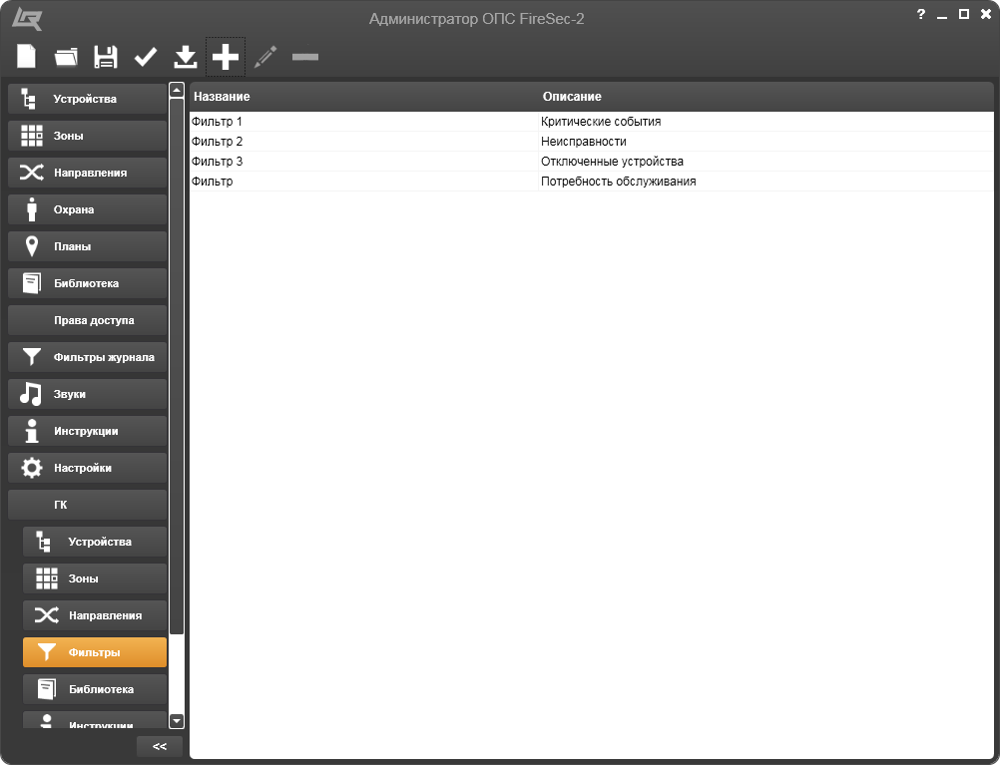 Администратор ОПС FireSec-2
?
Устройства
Зоны
Направления
Охрана
Планы
Библиотека
Права доступа
Фильтры журнала
Звуки
Инструкции
Настройки
ГК
Устройства
Зоны
Направления
Фильтры
Библиотека
Инструкции
<<
Название Описание
Фильтр 1 Критические события
Фильтр 2 Неисправности
Фильтр 3 Отключенные устройства
Фильтр Потребность обслуживания